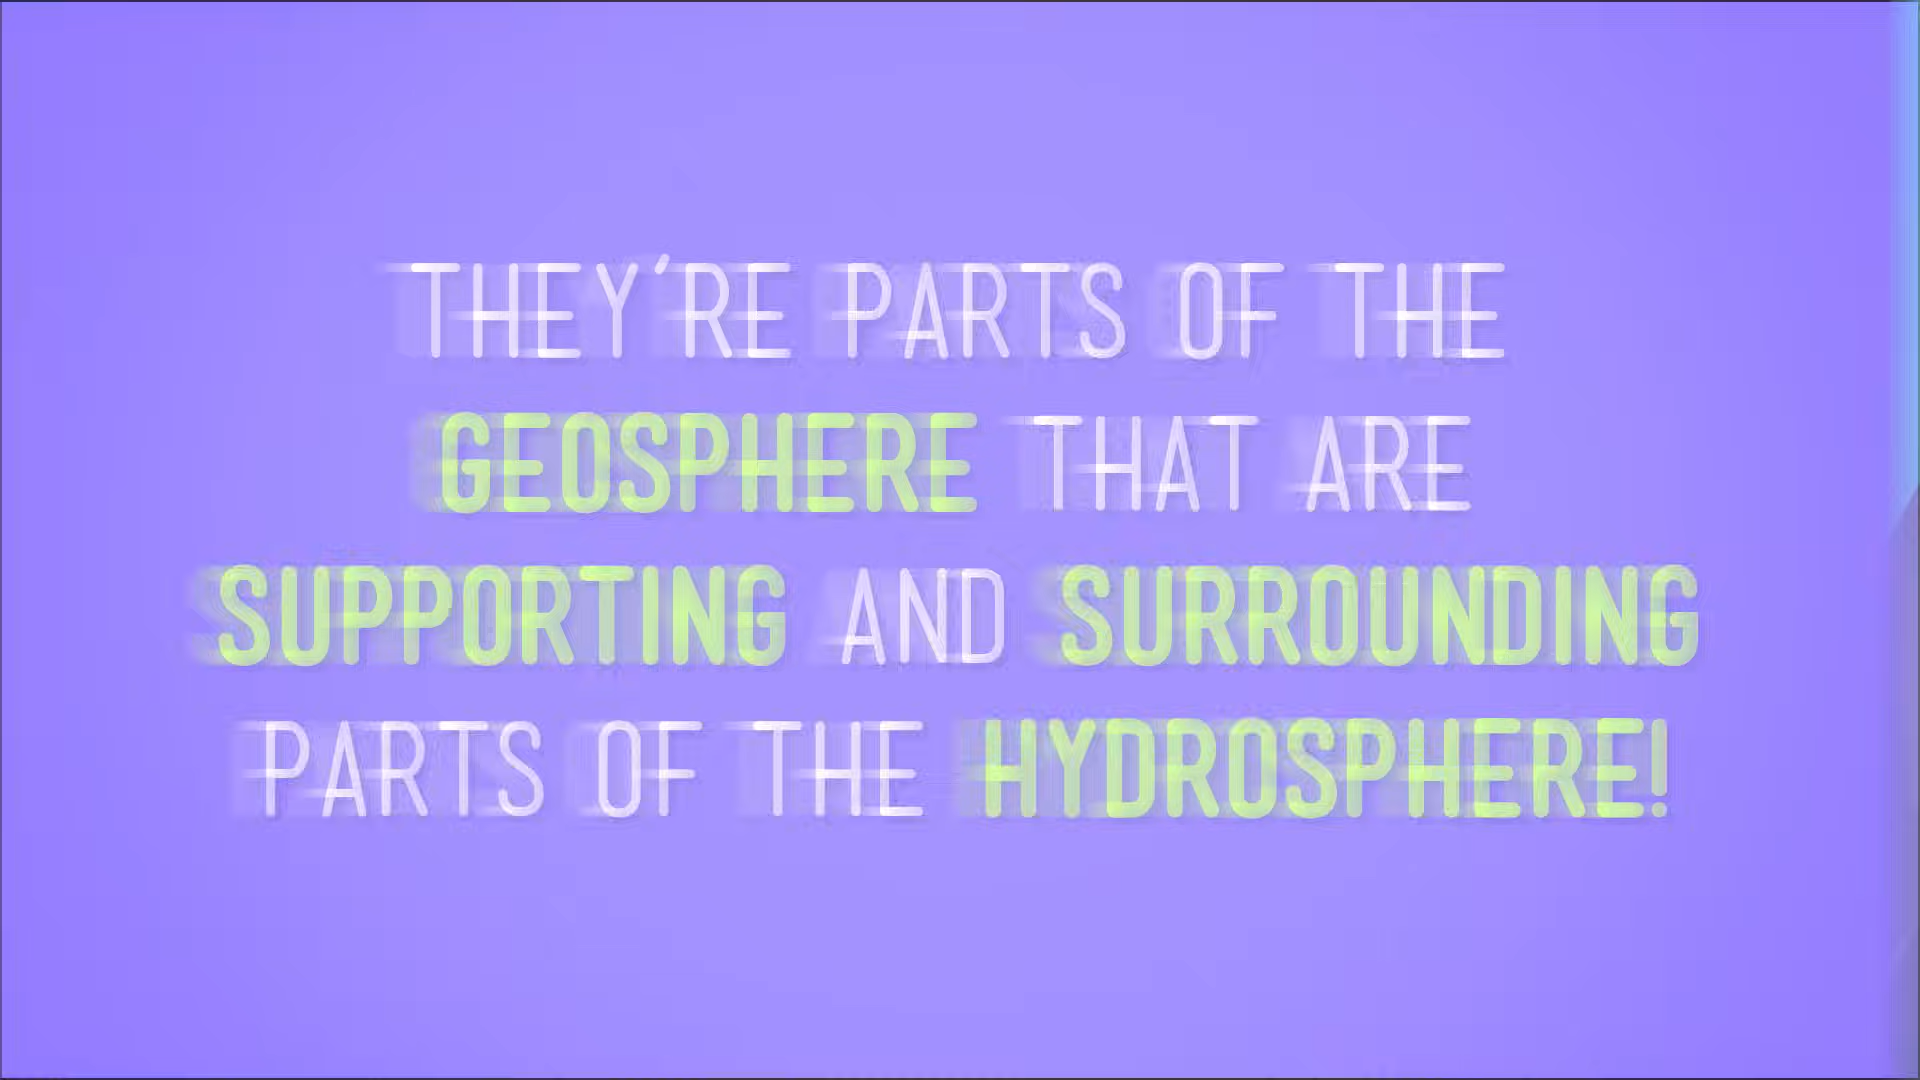 THEY'RE PARTS OF THE
GEOSPHERE THAT ARE
SUPPORTING AND SURROUNDING
PARTS OF THE HYDROSPHERE!